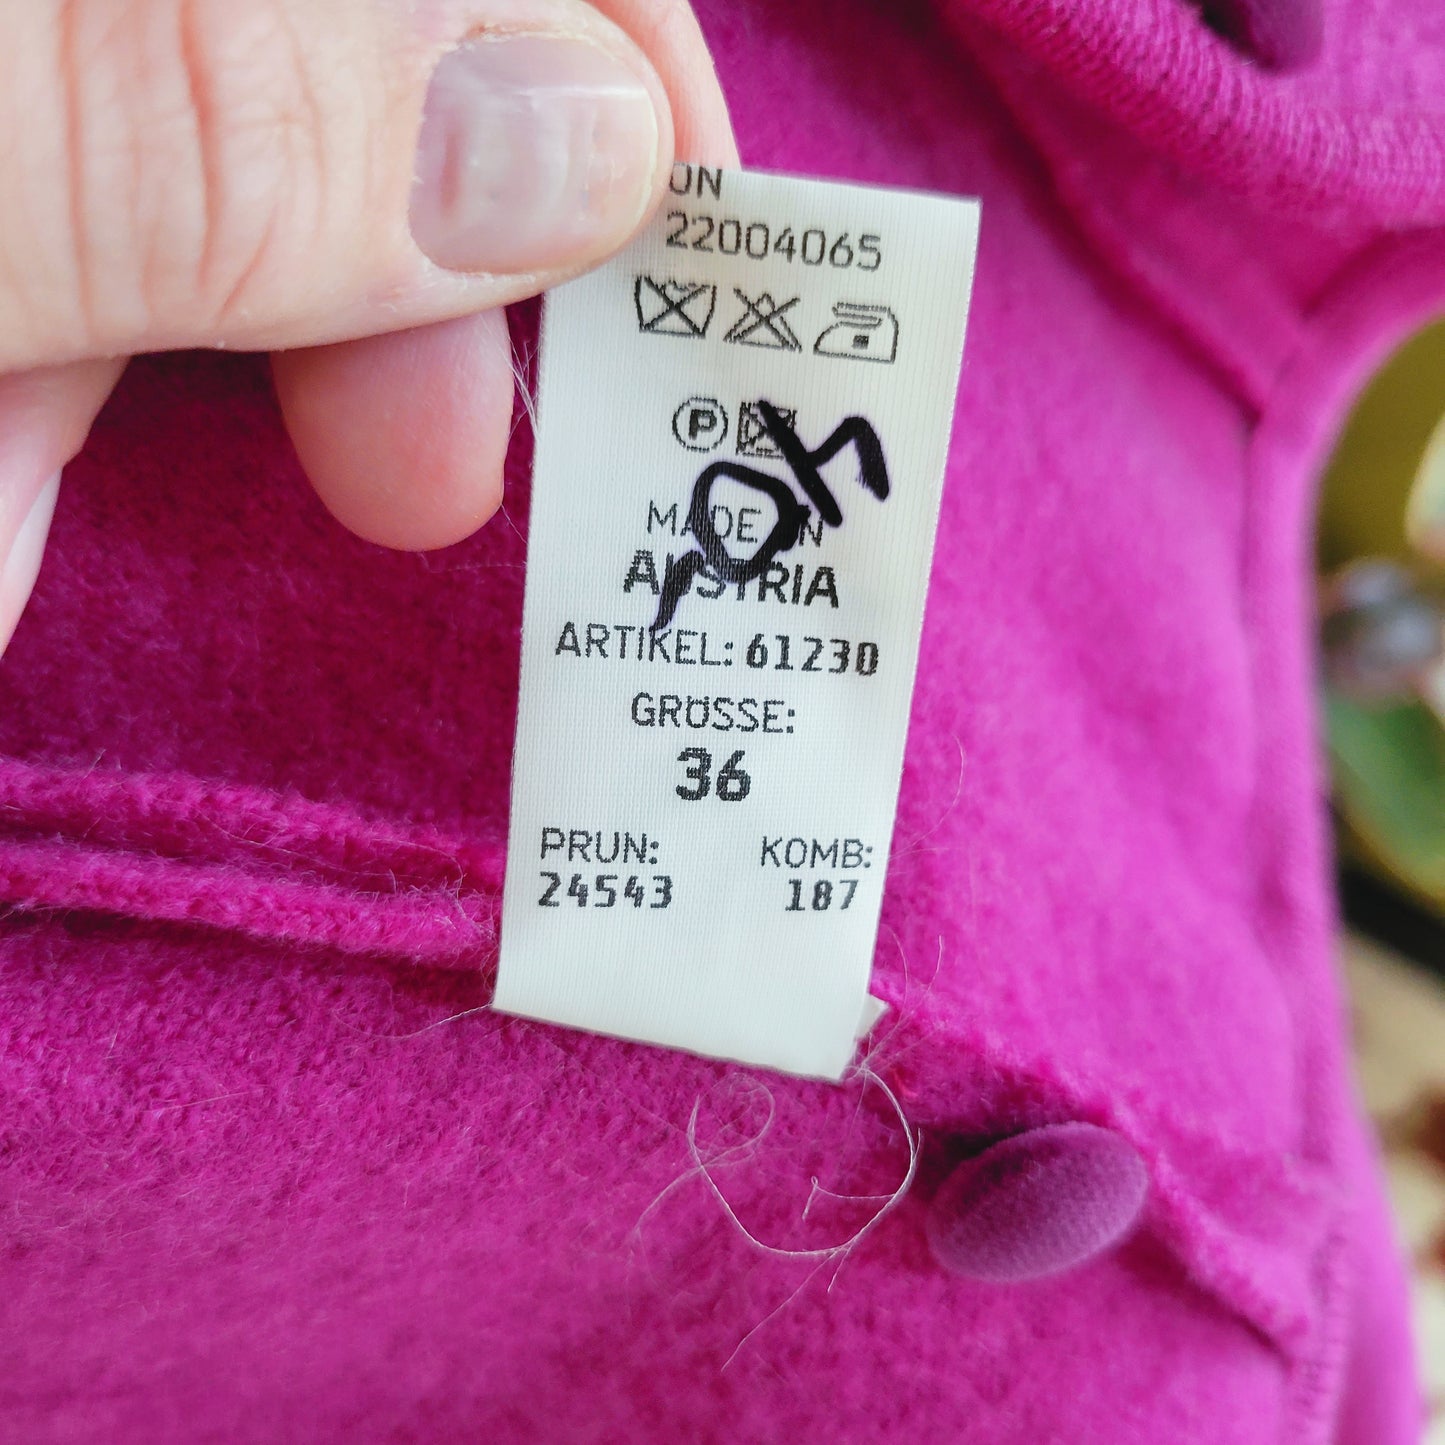 ON
22004065
P
MADE IN
AUSTRIA
ARTIKEL: 61230
GRÖSSE:
36
PRUN: KOMB:
24543 187